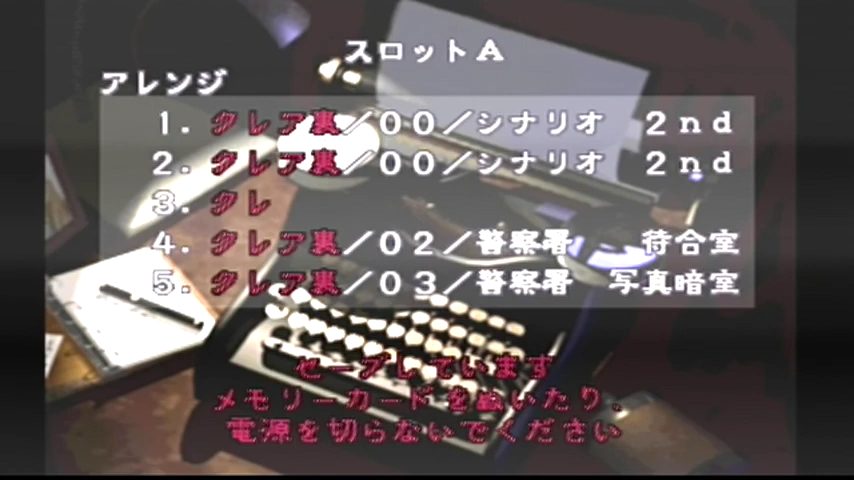 スロットA
アレンジ
1. クレア裏／００／シナリオ　2nd
2. クレア裏／００／シナリオ　2nd
3. クレ
4. クレア裏／０２／警察署　待合室
5. クレア裏／０３／警察署　写真暗室
セーブしています
メモリーカードをぬいたり、
電源を切らないでください